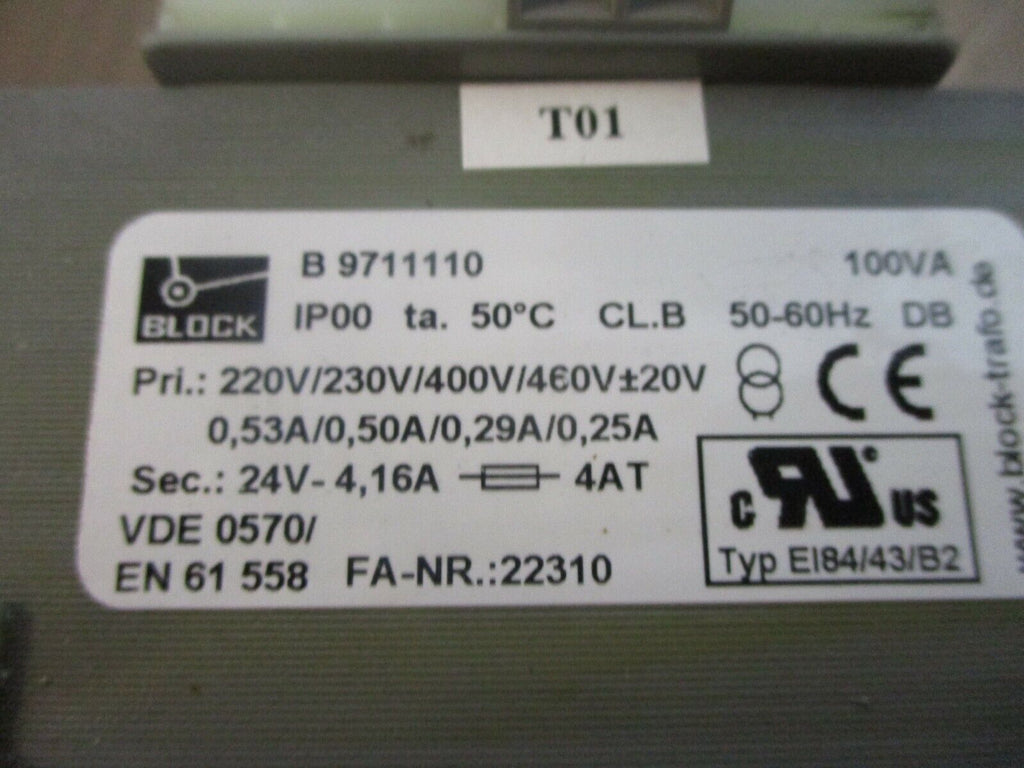 T01
BLOCK
B 9711110 100VA
IP00 ta. 50°C CL.B 50-60Hz DB
Pri.: 220V/230V/400V/460V±20V
0,53A/0,50A/0,29A/0,25A
CE
Sec.: 24V- 4,16A 4AT
VDE 0570/
EN 61 558 FA-NR.:22310
c RU ® US
Typ EI84/43/B2
www.block-trafo.de